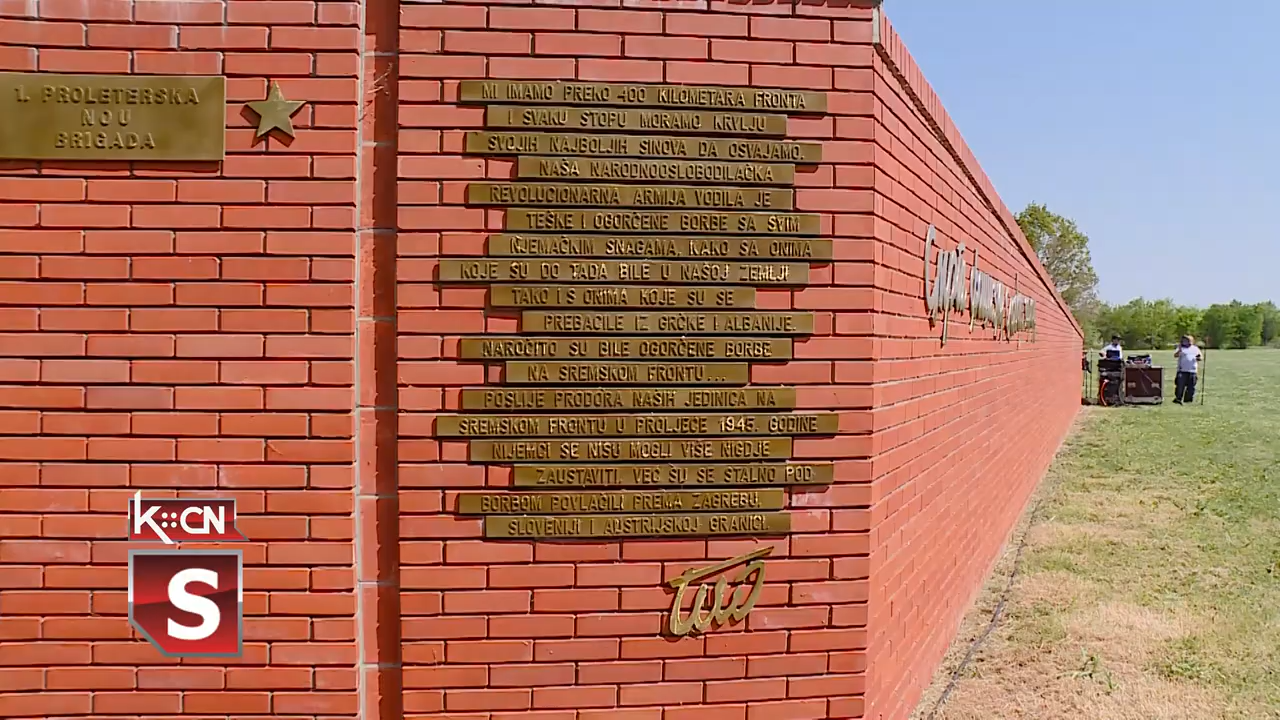 1. PROLETERSKA
NOU
BRIGADA
MI IMAMO PREKO 400 KILOMETARA FRONTA
I SVAKU STOPU MORAMO KRVLJU
SVOJIH NAJBOLJIH SINOVA DA OSVAJAMO.
NAŠA NARODNOOSLOBODILAČKA
REVOLUCIONARNA ARMIJA VODILA JE
TEŠKE I OGORČENE BORBE SA SVIM
NJEMAČKIM SNAGAMA, KAKO SA ONIMA
KOJE SU DO TADA BILE U NAŠOJ ZEMLJI
TAKO I S ONIMA KOJE SU SE
PREBACILE IZ GRČKE I ALBANIJE.
NAROČITO SU BILE OGORČENE BORBE
NA SREMSKOM FRONTU...
POSLIJE PRODORA NAŠIH JEDINICA NA
SREMSKOM FRONTU U PROLJEĆE 1945. GODINE
NIJEMCI SE NISU MOGLI VIŠE NIGDJE
ZAUSTAVITI VEĆ SU SE STALNO POD
BORBOM POVLAČILI PREMA ZAGREBU,
SLOVENIJI I AUSTRIJSKOJ GRANICI.
Tito
K::CN
S